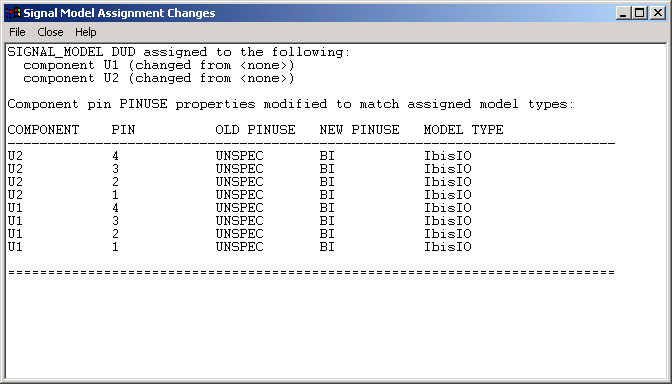 Signal Model Assignment Changes
File Close Help
SIGNAL_MODEL DUD assigned to the following:
component U1 (changed from <none>)
component U2 (changed from <none>)
Component pin PINUSE properties modified to match assigned model types:
COMPONENT PIN OLD PINUSE NEW PINUSE MODEL TYPE
--------------------------------------------------------------------------------
U2 4 UNSPEC BI IbisIO
U2 3 UNSPEC BI IbisIO
U2 2 UNSPEC BI IbisIO
U2 1 UNSPEC BI IbisIO
U1 4 UNSPEC BI IbisIO
U1 3 UNSPEC BI IbisIO
U1 2 UNSPEC BI IbisIO
U1 1 UNSPEC BI IbisIO
================================================================================